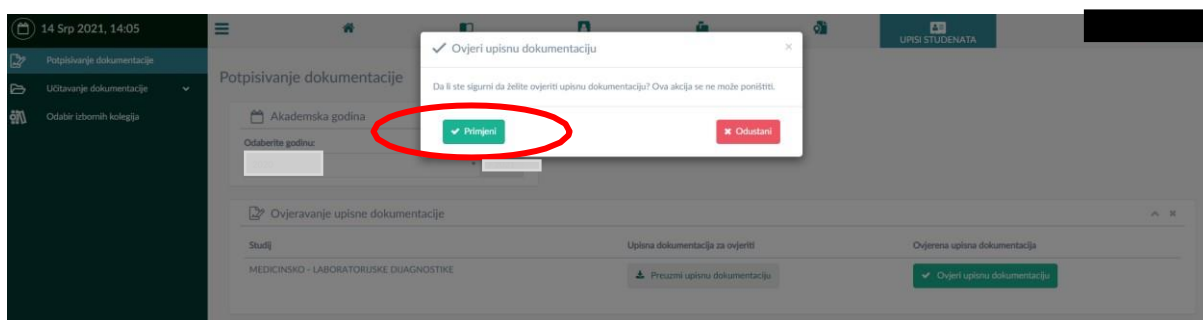 14 Srp 2021, 14:05
UPISI STUDENATA
Potpisivanje dokumentacije
Učitavanje dokumentacije
Odabir izbornih kolegija
Potpisivanje dokumentacije
Akademska godina
Odaberite godinu:
Ovjeri upisnu dokumentaciju
Da li ste sigurni da želite ovjeriti upisnu dokumentaciju? Ova akcija se ne može poništiti.
Primjeni
Odustani
Ovjeravanje upisne dokumentacije
Studij Upisna dokumentacija za ovjeriti Ovjerena upisna dokumentacija
MEDICINSKO - LABORATORIJSKE DIJAGNOSTIKE Preuzmi upisnu dokumentaciju Ovjeri upisnu dokumentaciju